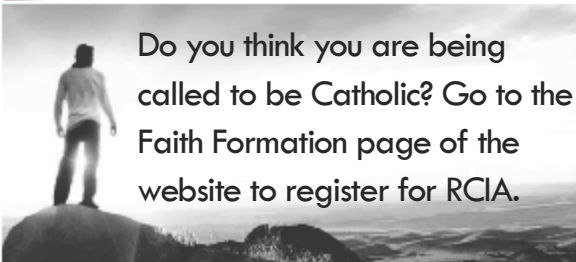 Do you think you are being
called to be Catholic? Go to the
Faith Formation page of the
website to register for RCIA.